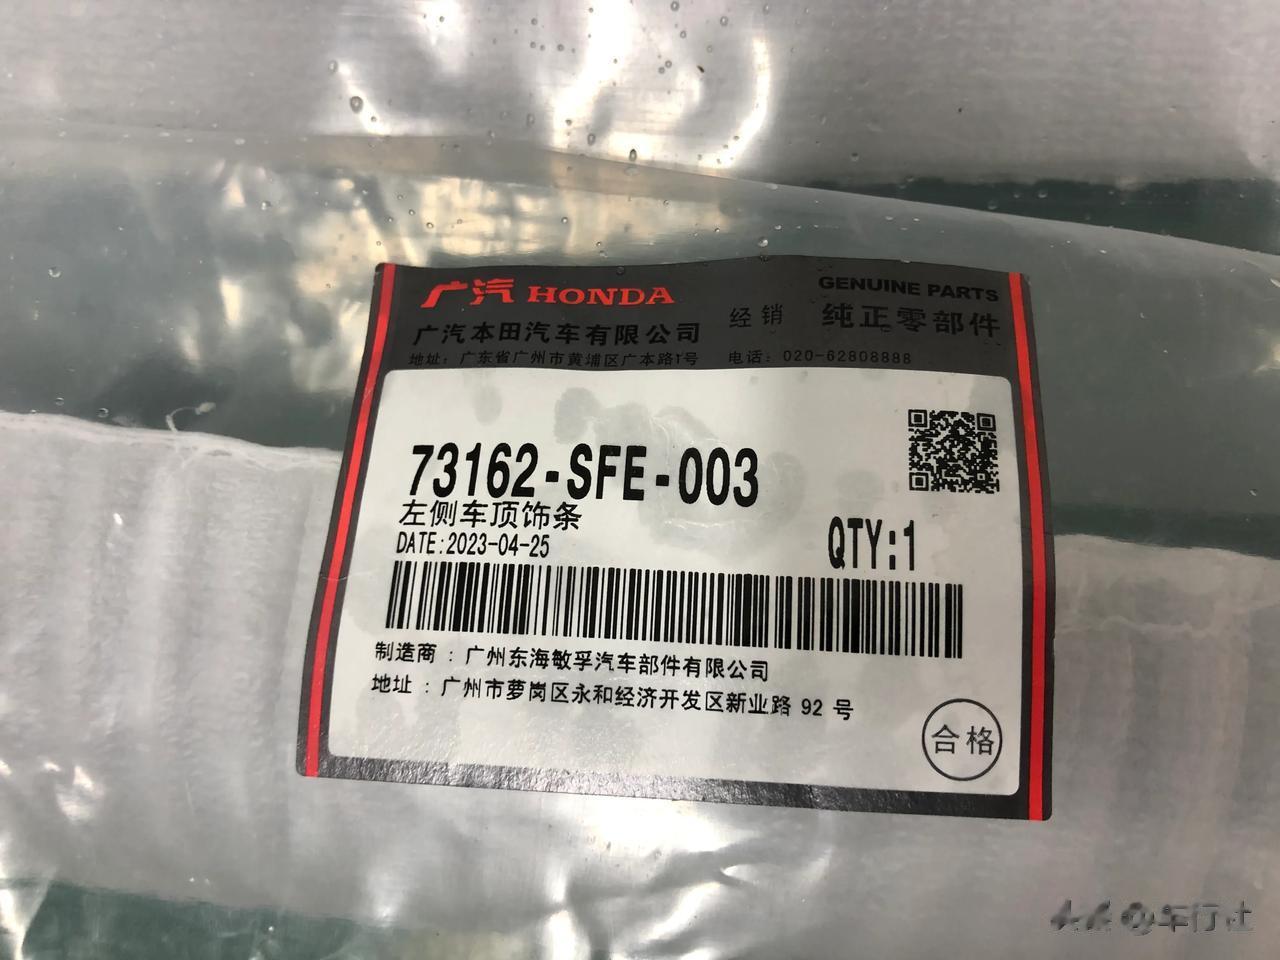 广汽 HONDA
GENUINE PARTS
广汽本田汽车有限公司 经销 纯正零部件
地址：广东省广州市黄埔区广本路1号 电话：020-62808888
73162-SFE-003
左侧车顶饰条
QTY:1
DATE:2023-04-25
制造商 ：广州东海敏孚汽车部件有限公司
地址 ：广州市萝岗区永和经济开发区新业路 92 号
合格
车行社